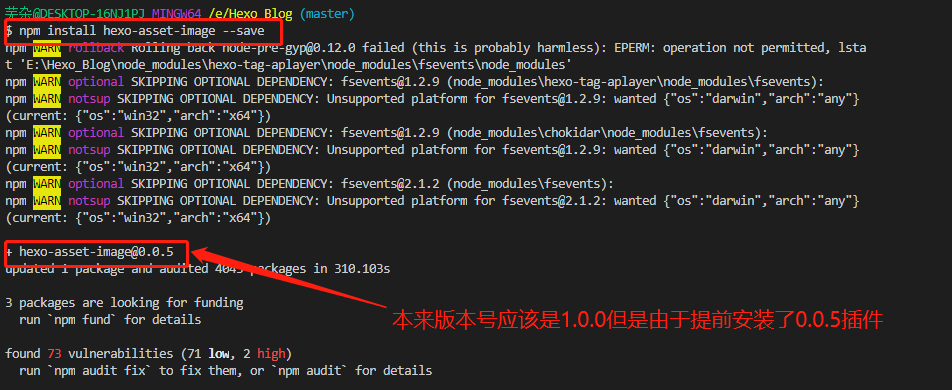 芜杂@DESKTOP-16NJ1PJ MINGW64 /e/Hexo_Blog (master)
$ npm install hexo-asset-image --save
npm WARN rollback Rolling back node-pre-gyp@0.12.0 failed (this is probably harmless): EPERM: operation not permitted, lsta
t 'E:\Hexo_Blog\node_modules\hexo-tag-aplayer\node_modules\fsevents\node_modules'
npm WARN optional SKIPPING OPTIONAL DEPENDENCY: fsevents@1.2.9 (node_modules\hexo-tag-aplayer\node_modules\fsevents):
npm WARN notsup SKIPPING OPTIONAL DEPENDENCY: Unsupported platform for fsevents@1.2.9: wanted {"os":"darwin","arch":"any"}
(current: {"os":"win32","arch":"x64"})
npm WARN optional SKIPPING OPTIONAL DEPENDENCY: fsevents@1.2.9 (node_modules\chokidar\node_modules\fsevents):
npm WARN notsup SKIPPING OPTIONAL DEPENDENCY: Unsupported platform for fsevents@1.2.9: wanted {"os":"darwin","arch":"any"}
(current: {"os":"win32","arch":"x64"})
npm WARN optional SKIPPING OPTIONAL DEPENDENCY: fsevents@2.1.2 (node_modules\fsevents):
npm WARN notsup SKIPPING OPTIONAL DEPENDENCY: Unsupported platform for fsevents@2.1.2: wanted {"os":"darwin","arch":"any"}
(current: {"os":"win32","arch":"x64"})
+ hexo-asset-image@0.0.5
updated 1 package and audited 4045 packages in 310.103s
3 packages are looking for funding
run `npm fund` for details
本来版本号应该是1.0.0但是由于提前安装了0.0.5插件
found 73 vulnerabilities (71 low, 2 high)
run `npm audit fix` to fix them, or `npm audit` for details